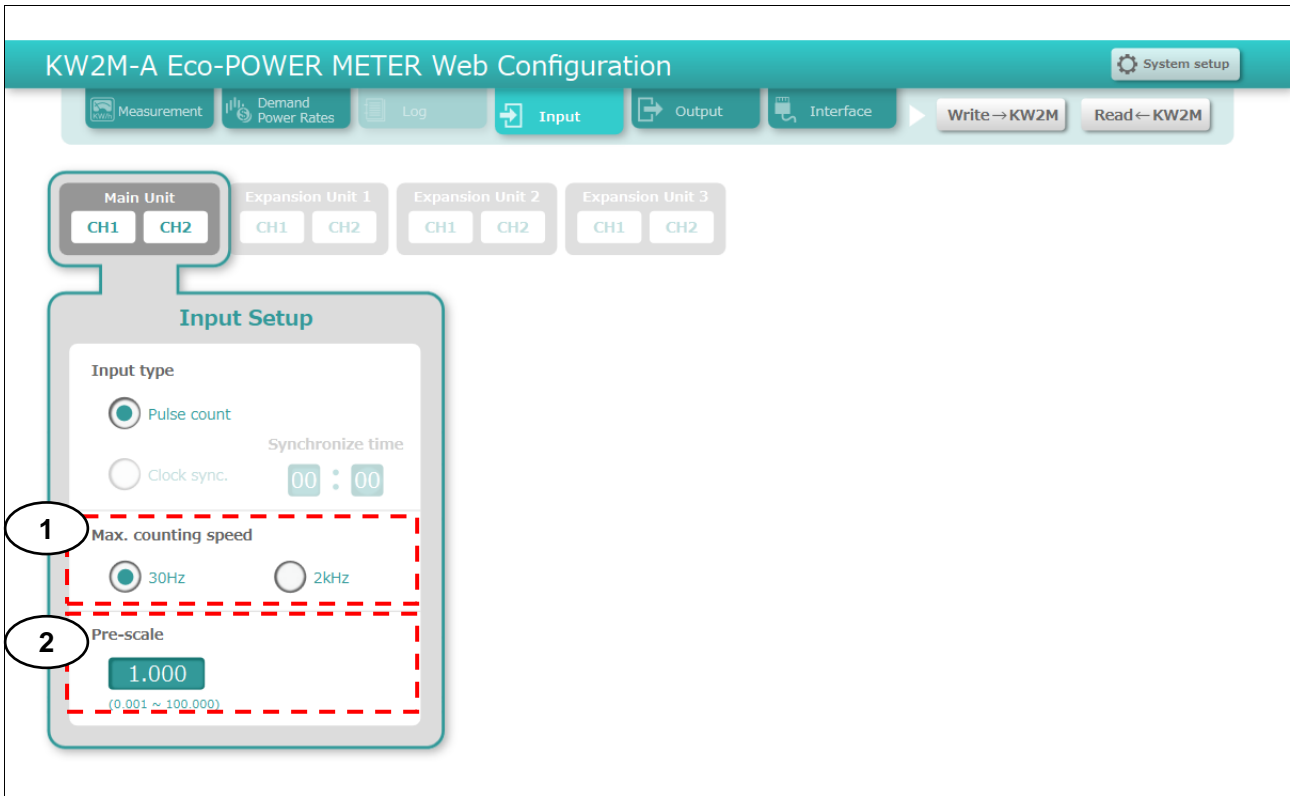 KW2M-A Eco-POWER METER Web Configuration
System setup
Measurement
Demand
Power Rates
Log
Input
Output
Interface
Write→KW2M
Read←KW2M
Main Unit
CH1 CH2
Expansion Unit 1
CH1 CH2
Expansion Unit 2
CH1 CH2
Expansion Unit 3
CH1 CH2
Input Setup
Input type
Pulse count
Synchronize time
Clock sync.
00 : 00
1
Max. counting speed
30Hz 2kHz
2
Pre-scale
1.000
(0.001 ~ 100.000)